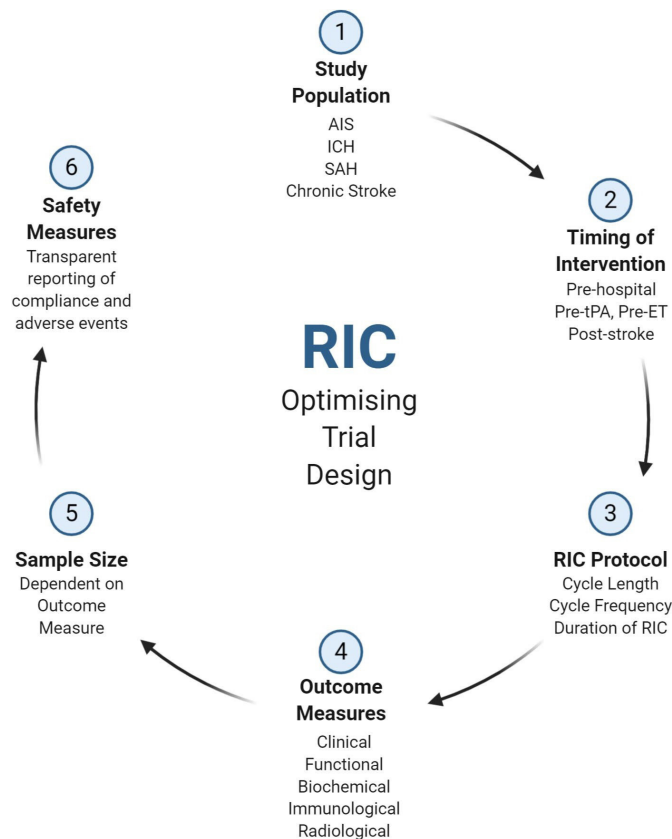 1
Study
Population
AIS
ICH
SAH
Chronic Stroke
2
Timing of
Intervention
Pre-hospital
Pre-tPA, Pre-ET
Post-stroke
3
RIC Protocol
Cycle Length
Cycle Frequency
Duration of RIC
4
Outcome
Measures
Clinical
Functional
Biochemical
Immunological
Radiological
5
Sample Size
Dependent on
Outcome
Measure
6
Safety
Measures
Transparent
reporting of
compliance and
adverse events
RIC
Optimising
Trial
Design